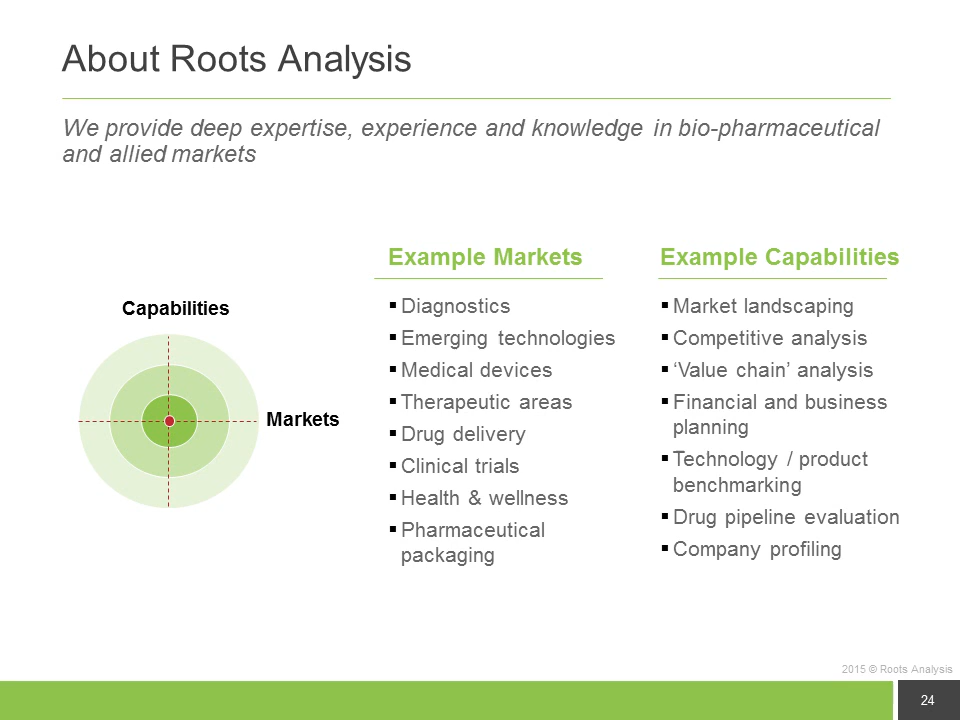 About Roots Analysis
We provide deep expertise, experience and knowledge in bio-pharmaceutical
and allied markets
Capabilities
Markets
Example Markets
▪ Diagnostics
▪ Emerging technologies
▪ Medical devices
▪ Therapeutic areas
▪ Drug delivery
▪ Clinical trials
▪ Health & wellness
▪ Pharmaceutical
packaging
Example Capabilities
▪ Market landscaping
▪ Competitive analysis
▪ ‘Value chain’ analysis
▪ Financial and business
planning
▪ Technology / product
benchmarking
▪ Drug pipeline evaluation
▪ Company profiling
2015 © Roots Analysis
24